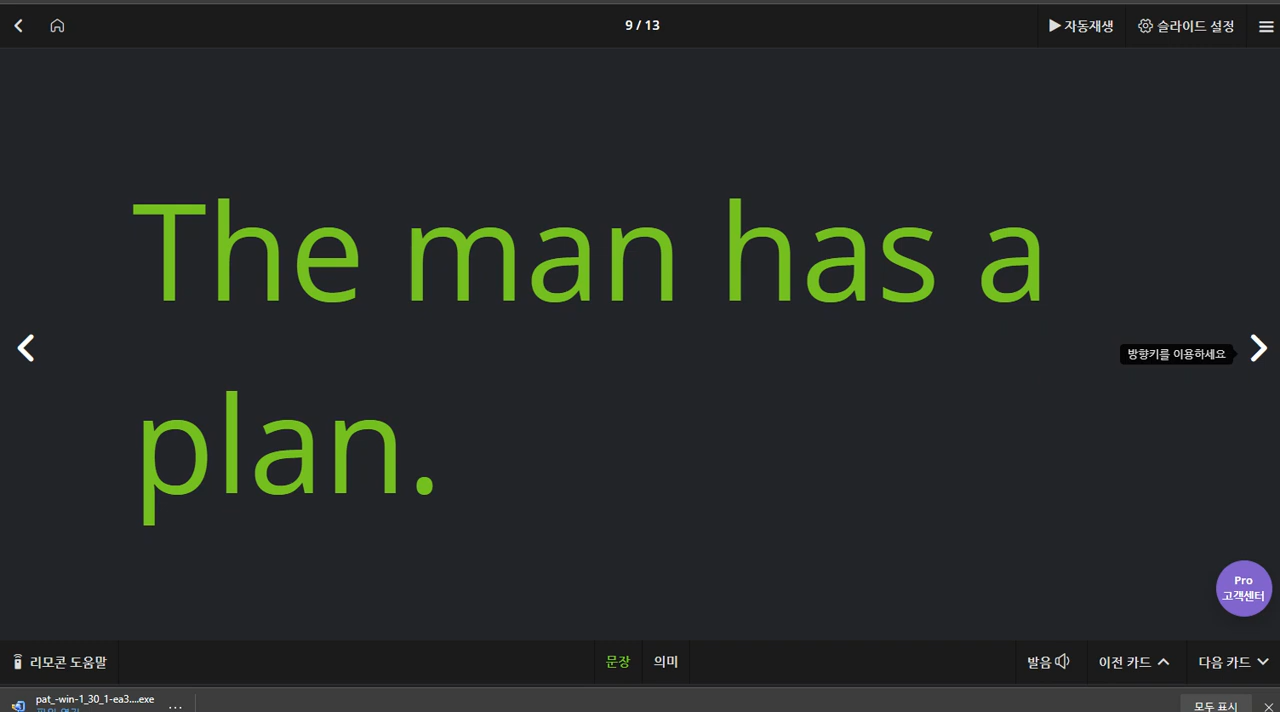 9 / 13
자동재생
슬라이드 설정
The man has a
plan.
방향키를 이용하세요
Pro
고객센터
리모콘 도움말
문장
의미
발음
이전 카드
다음 카드
pat_-win-1_30_1-ea3....exe
...
모두 표시